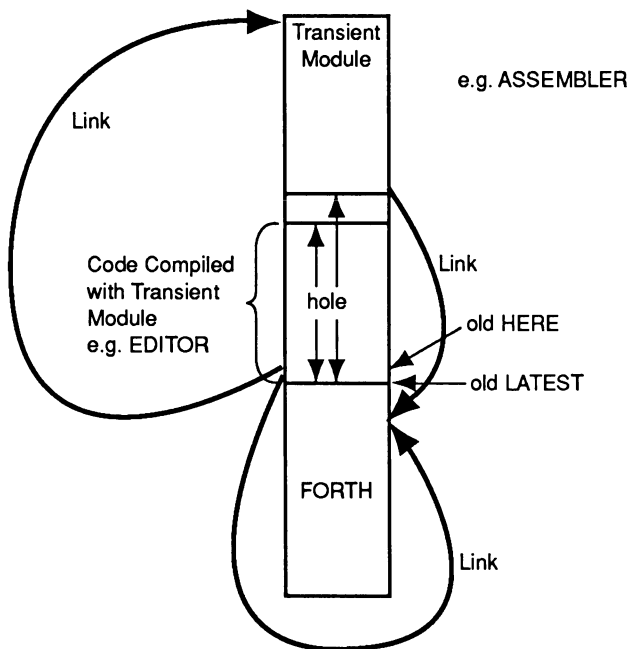 Transient
Module
e.g. ASSEMBLER
Link
Code Compiled
with Transient
Module
e.g. EDITOR
hole
Link
old HERE
old LATEST
FORTH
Link